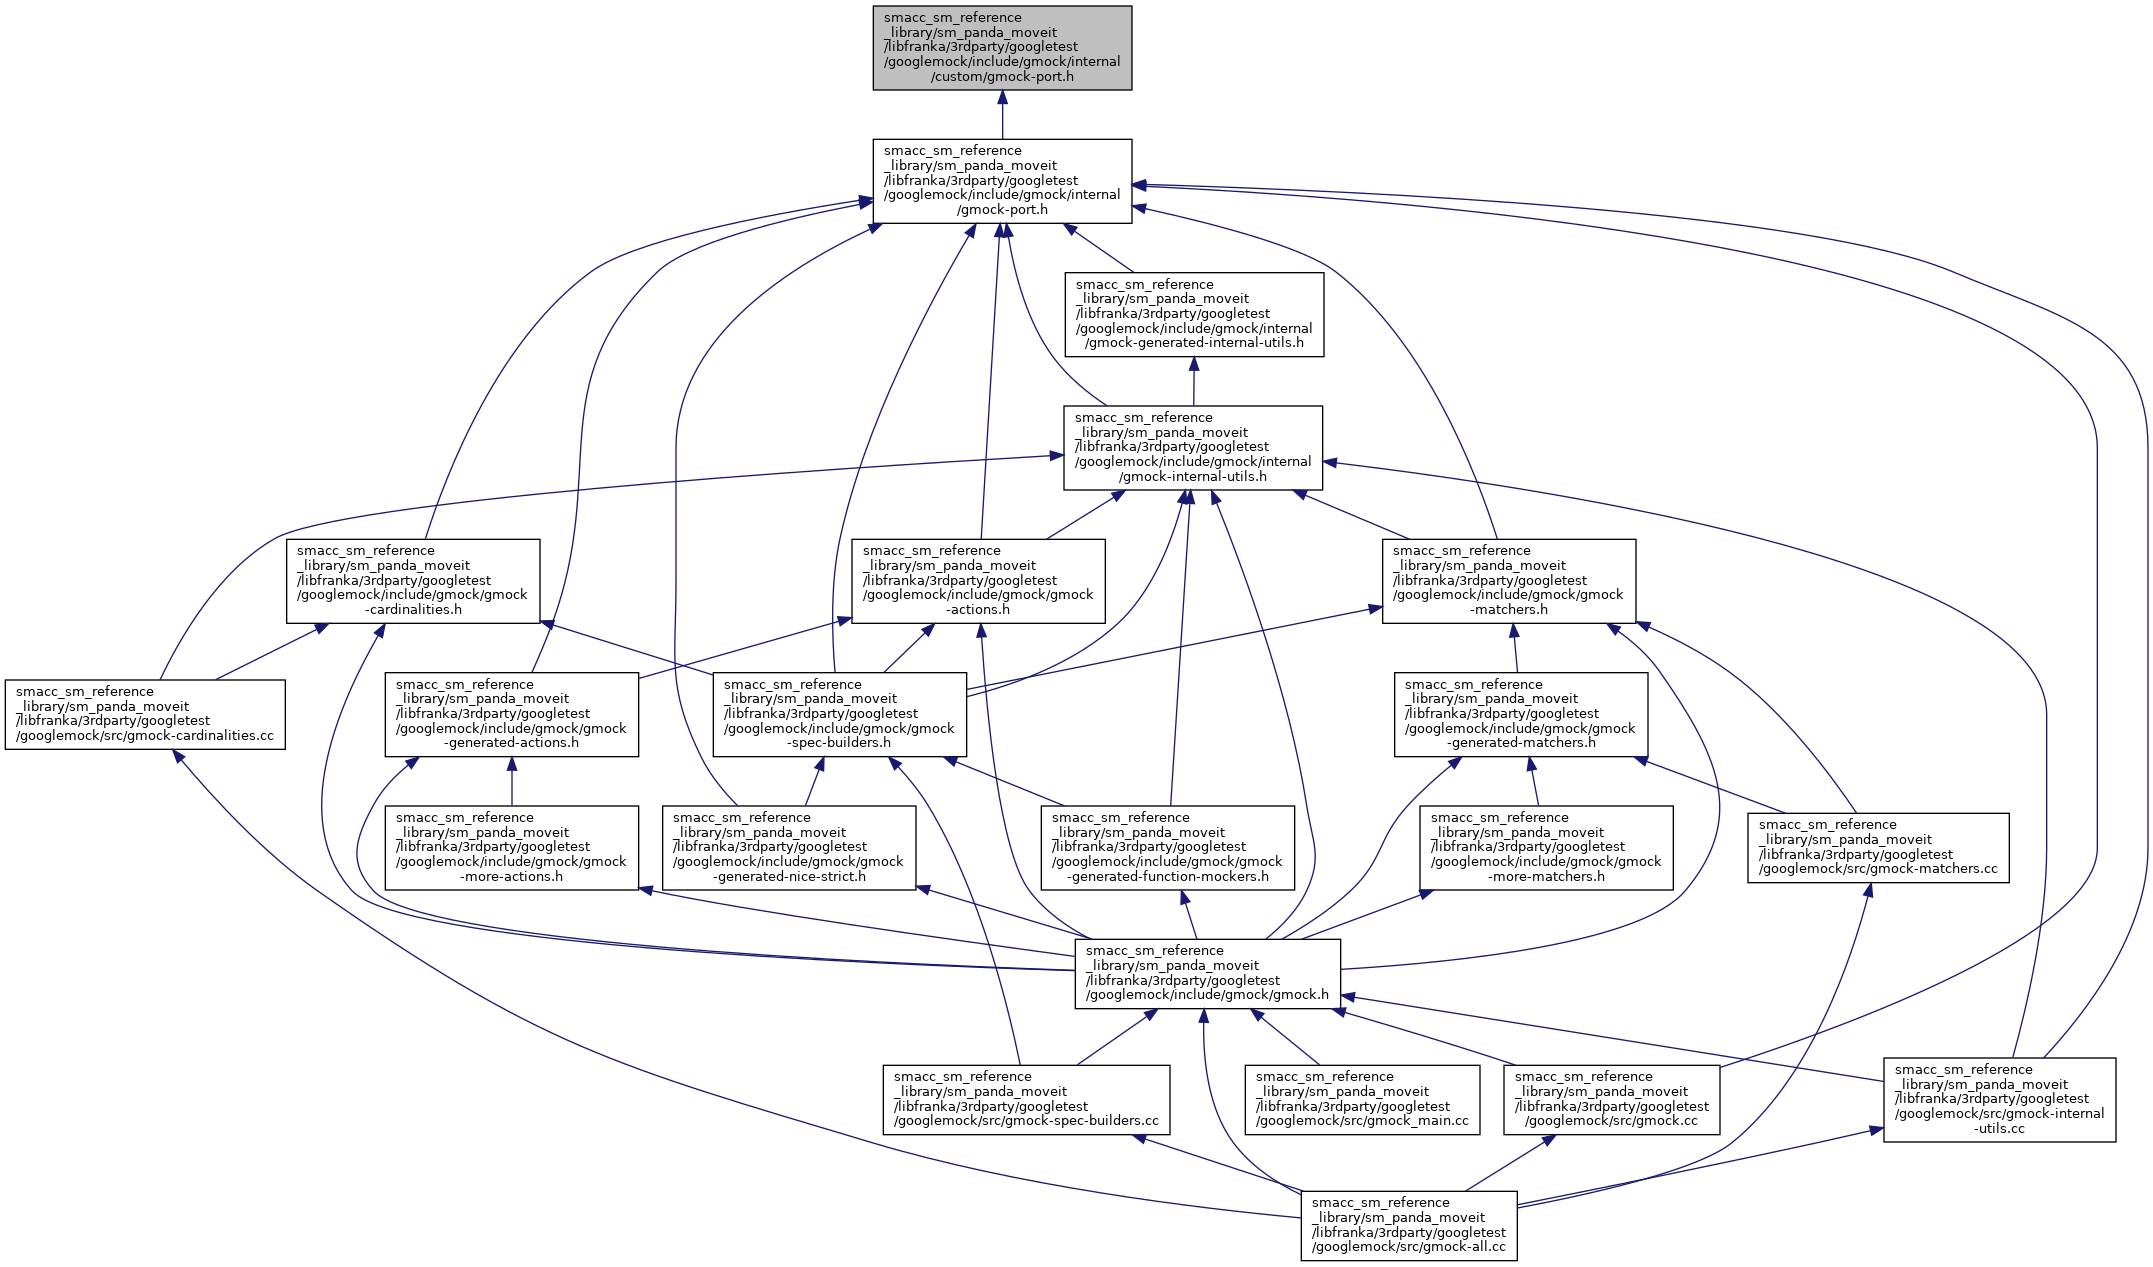 smacc_sm_reference
_library/sm_panda_moveit
/libfranka/3rdparty/googletest
/googlemock/include/gmock/internal
/custom/gmock-port.h
smacc_sm_reference
_library/sm_panda_moveit
/libfranka/3rdparty/googletest
/googlemock/include/gmock/internal
/gmock-port.h
smacc_sm_reference
_library/sm_panda_moveit
/libfranka/3rdparty/googletest
/googlemock/include/gmock/internal
/gmock-generated-internal-utils.h
smacc_sm_reference
_library/sm_panda_moveit
/libfranka/3rdparty/googletest
/googlemock/include/gmock/internal
/gmock-internal-utils.h
smacc_sm_reference
_library/sm_panda_moveit
/libfranka/3rdparty/googletest
/googlemock/include/gmock/gmock
-cardinalities.h
smacc_sm_reference
_library/sm_panda_moveit
/libfranka/3rdparty/googletest
/googlemock/include/gmock/gmock
-actions.h
smacc_sm_reference
_library/sm_panda_moveit
/libfranka/3rdparty/googletest
/googlemock/include/gmock/gmock
-matchers.h
smacc_sm_reference
_library/sm_panda_moveit
/libfranka/3rdparty/googletest
/googlemock/src/gmock-cardinalities.cc
smacc_sm_reference
_library/sm_panda_moveit
/libfranka/3rdparty/googletest
/googlemock/include/gmock/gmock
-generated-actions.h
smacc_sm_reference
_library/sm_panda_moveit
/libfranka/3rdparty/googletest
/googlemock/include/gmock/gmock
-spec-builders.h
smacc_sm_reference
_library/sm_panda_moveit
/libfranka/3rdparty/googletest
/googlemock/include/gmock/gmock
-generated-matchers.h
smacc_sm_reference
_library/sm_panda_moveit
/libfranka/3rdparty/googletest
/googlemock/include/gmock/gmock
-more-actions.h
smacc_sm_reference
_library/sm_panda_moveit
/libfranka/3rdparty/googletest
/googlemock/include/gmock/gmock
-generated-nice-strict.h
smacc_sm_reference
_library/sm_panda_moveit
/libfranka/3rdparty/googletest
/googlemock/include/gmock/gmock
-generated-function-mockers.h
smacc_sm_reference
_library/sm_panda_moveit
/libfranka/3rdparty/googletest
/googlemock/include/gmock/gmock
-more-matchers.h
smacc_sm_reference
_library/sm_panda_moveit
/libfranka/3rdparty/googletest
/googlemock/src/gmock-matchers.cc
smacc_sm_reference
_library/sm_panda_moveit
/libfranka/3rdparty/googletest
/googlemock/include/gmock/gmock.h
smacc_sm_reference
_library/sm_panda_moveit
/libfranka/3rdparty/googletest
/googlemock/src/gmock-spec-builders.cc
smacc_sm_reference
_library/sm_panda_moveit
/libfranka/3rdparty/googletest
/googlemock/src/gmock_main.cc
smacc_sm_reference
_library/sm_panda_moveit
/libfranka/3rdparty/googletest
/googlemock/src/gmock.cc
smacc_sm_reference
_library/sm_panda_moveit
/libfranka/3rdparty/googletest
/googlemock/src/gmock-internal
-utils.cc
smacc_sm_reference
_library/sm_panda_moveit
/libfranka/3rdparty/googletest
/googlemock/src/gmock-all.cc